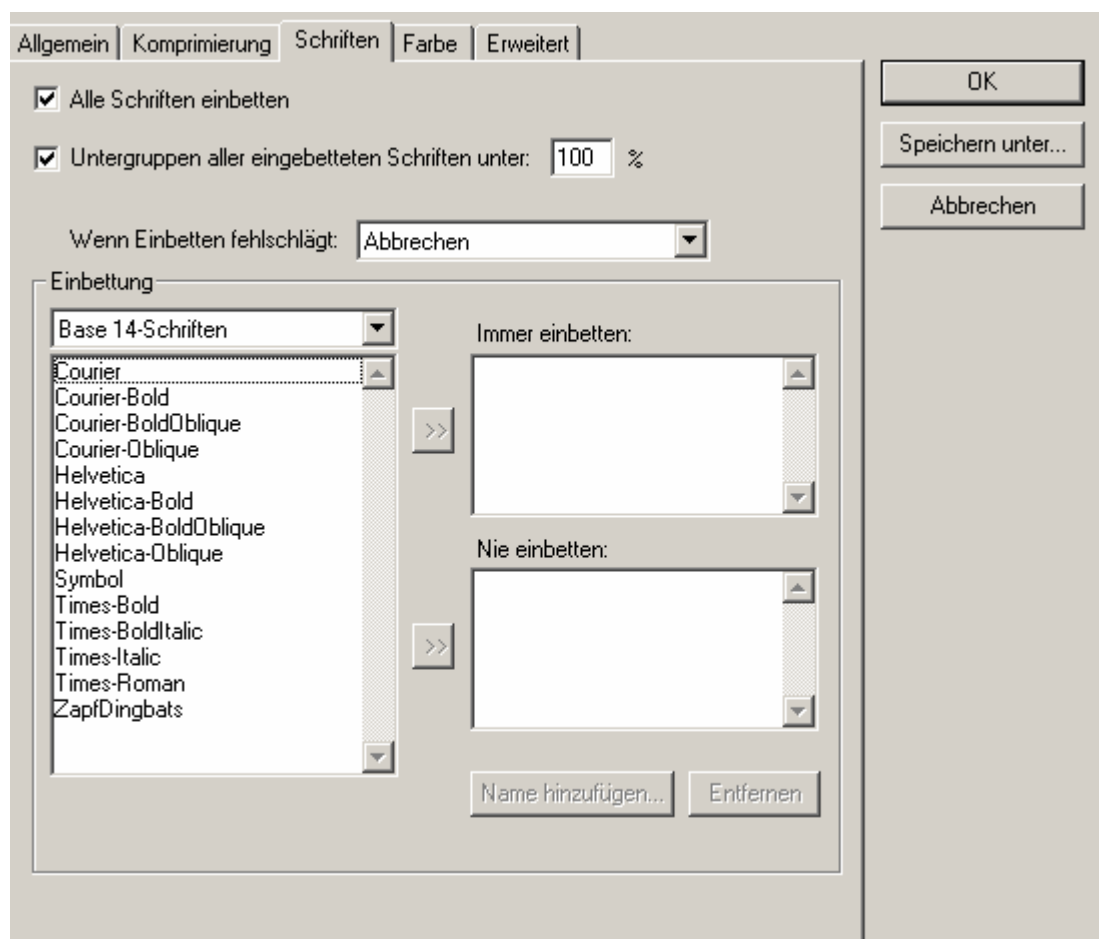 Allgemein Komprimierung Schriften Farbe Erweitert
OK
Alle Schriften einbetten
Speichern unter...
Untergruppen aller eingebetteten Schriften unter: 100 %
Abbrechen
Wenn Einbetten fehlschlägt: Abbrechen
Einbettung
Base 14-Schriften
Courier
Courier-Bold
Courier-BoldOblique
Courier-Oblique
Helvetica
Helvetica-Bold
Helvetica-BoldOblique
Helvetica-Oblique
Symbol
Times-Bold
Times-BoldItalic
Times-Italic
Times-Roman
ZapfDingbats
>>
>>
Immer einbetten:
Nie einbetten:
Name hinzufügen... Entfernen